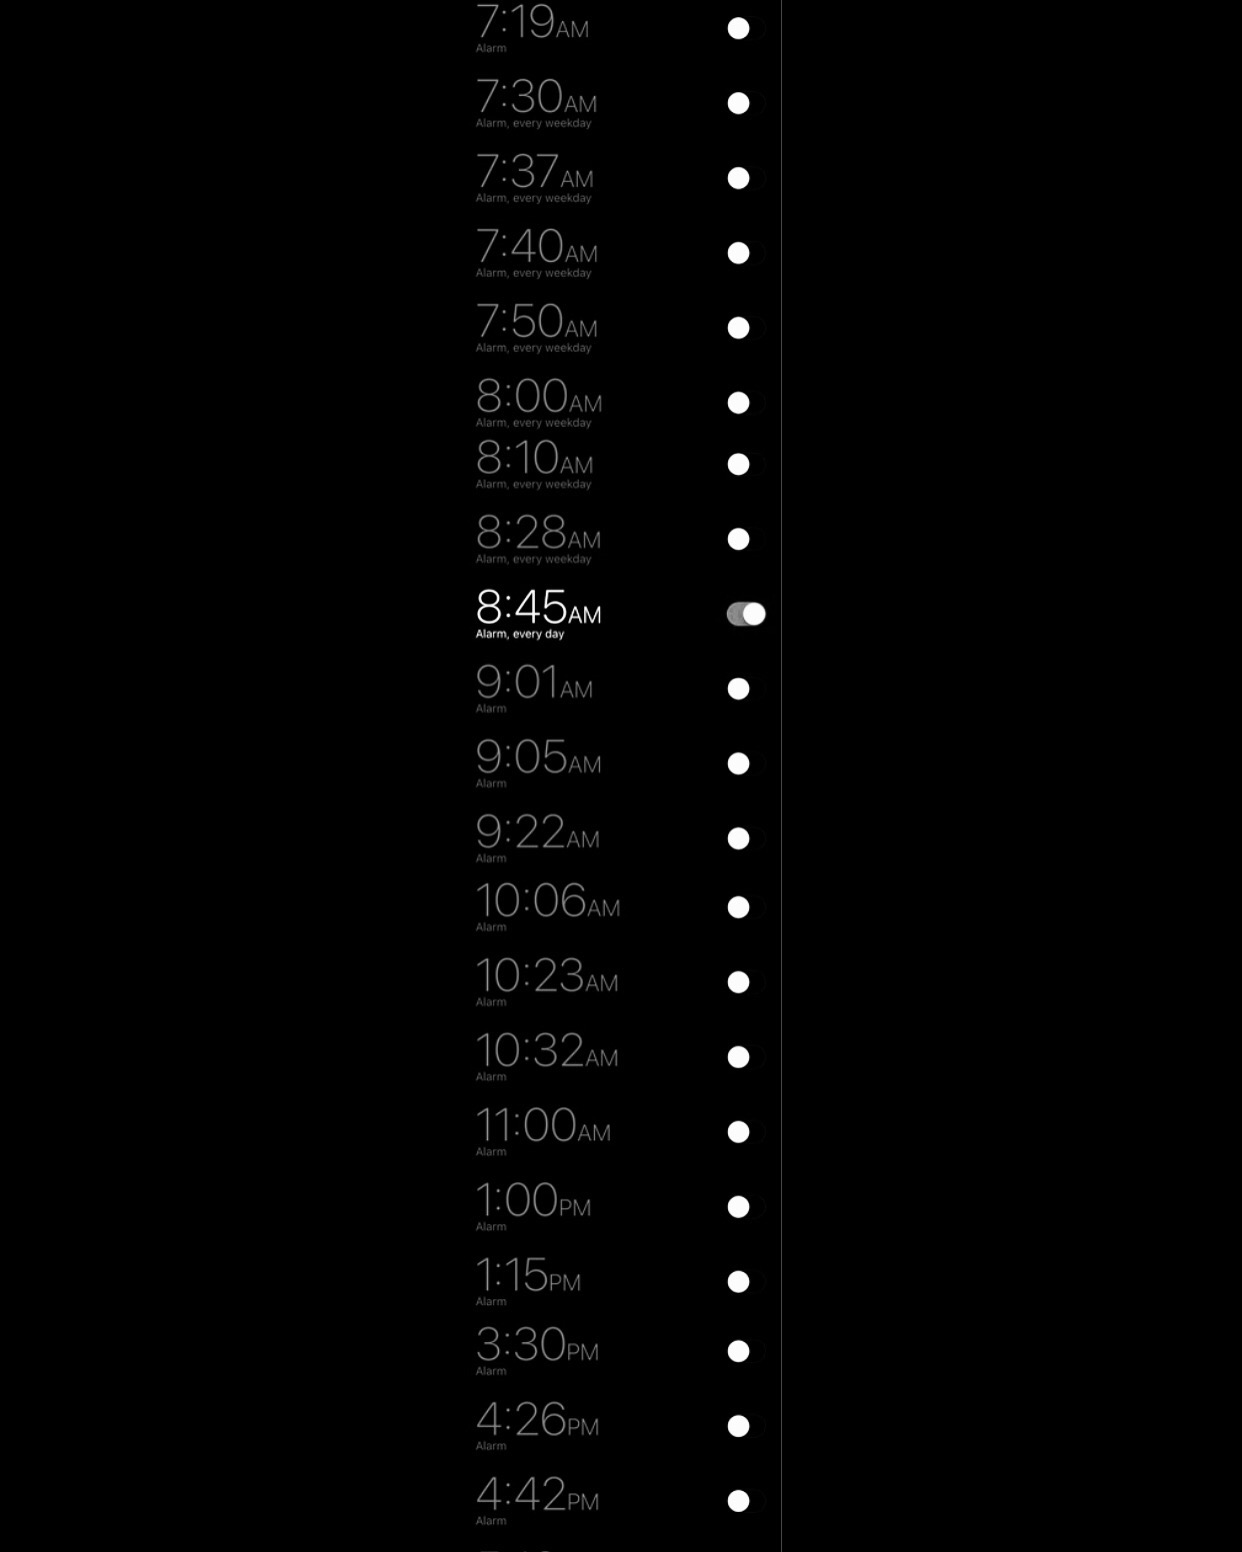 7:19AM
Alarm
7:30AM
Alarm, every weekday
7:37AM
Alarm, every weekday
7:40AM
Alarm, every weekday
7:50AM
Alarm, every weekday
8:00AM
Alarm, every weekday
8:10AM
Alarm, every weekday
8:28AM
Alarm, every weekday
8:45AM
Alarm, every day
9:01AM
Alarm
9:05AM
Alarm
9:22AM
Alarm
10:06AM
Alarm
10:23AM
Alarm
10:32AM
Alarm
11:00AM
Alarm
1:00PM
Alarm
1:15PM
Alarm
3:30PM
Alarm
4:26PM
Alarm
4:42PM
Alarm